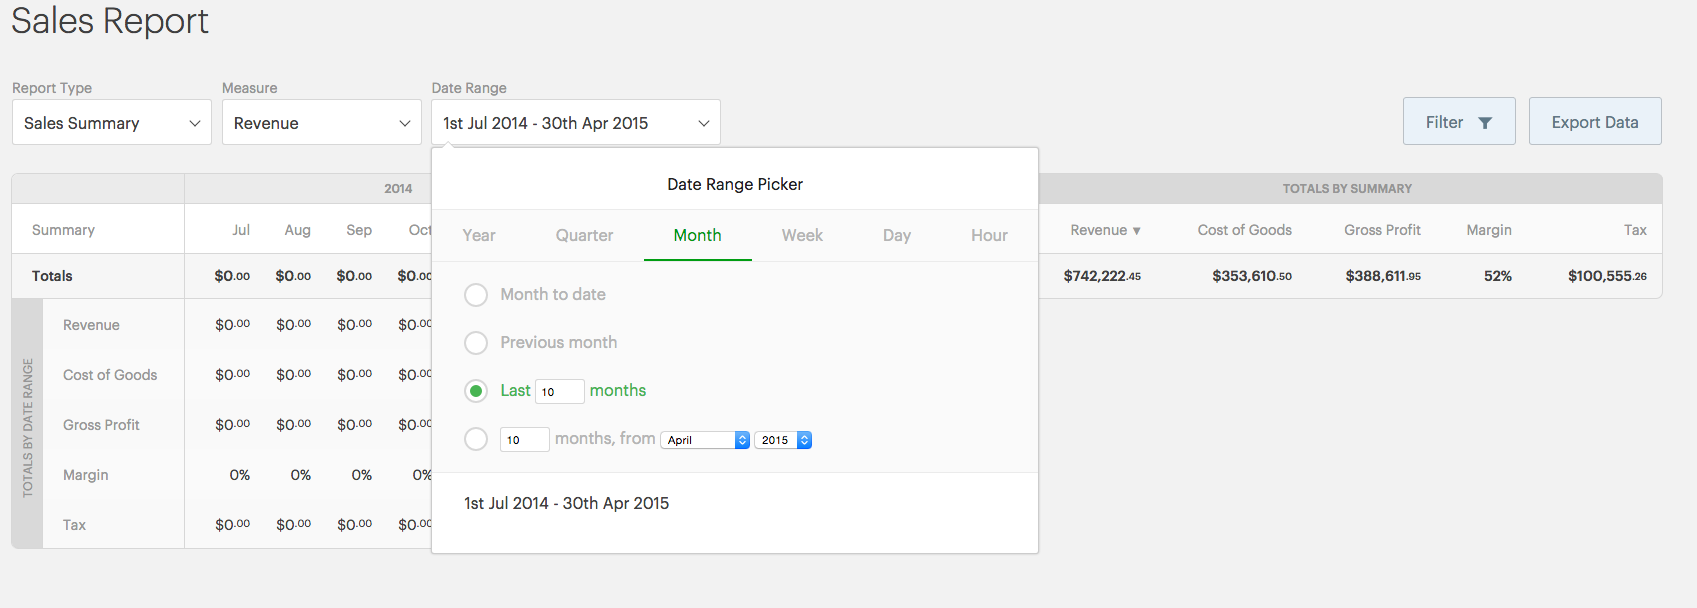 Sales Report
Report Type
Measure
Date Range
Sales Summary
Revenue
1st Jul 2014 - 30th Apr 2015
Filter
Export Data
2014
TOTALS BY SUMMARY
Summary
Jul
Aug
Sep
Oct
Revenue ▼
Cost of Goods
Gross Profit
Margin
Tax
Totals
$0.00
$0.00
$0.00
$0.00
$742,222.45
$353,610.50
$388,611.95
52%
$100,555.26
TOTALS BY DATE RANGE
Revenue
$0.00
$0.00
$0.00
$0.00
Cost of Goods
$0.00
$0.00
$0.00
$0.00
Gross Profit
$0.00
$0.00
$0.00
$0.00
Margin
0%
0%
0%
0%
Tax
$0.00
$0.00
$0.00
$0.00
Date Range Picker
Year
Quarter
Month
Week
Day
Hour
Month to date
Previous month
Last 10 months
10 months, from April 2015
1st Jul 2014 - 30th Apr 2015